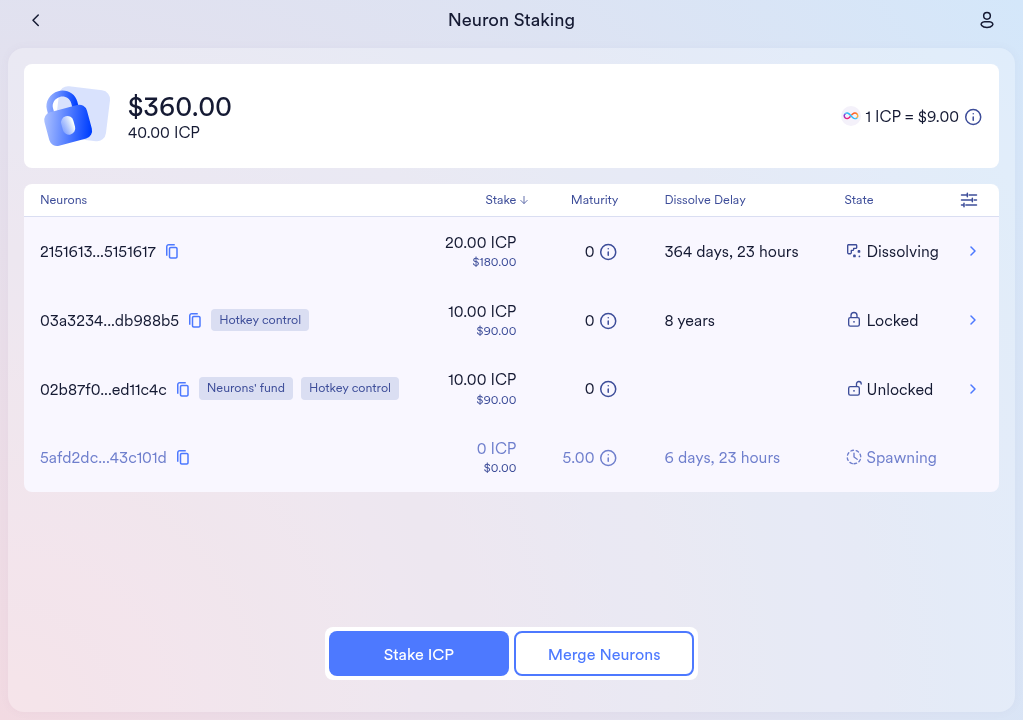 Neuron Staking
$360.00
40.00 ICP
1 ICP = $9.00
Neurons Stake Maturity Dissolve Delay State
2151613...5151617 20.00 ICP 0 364 days, 23 hours Dissolving
$180.00
03a3234...db988b5 Hotkey control 10.00 ICP 0 8 years Locked
$90.00
02b87f0...ed11c4c Neurons' fund Hotkey control 10.00 ICP 0 Unlocked
$90.00
5afd2dc...43c101d 0 ICP 5.00 6 days, 23 hours Spawning
$0.00
Stake ICP Merge Neurons